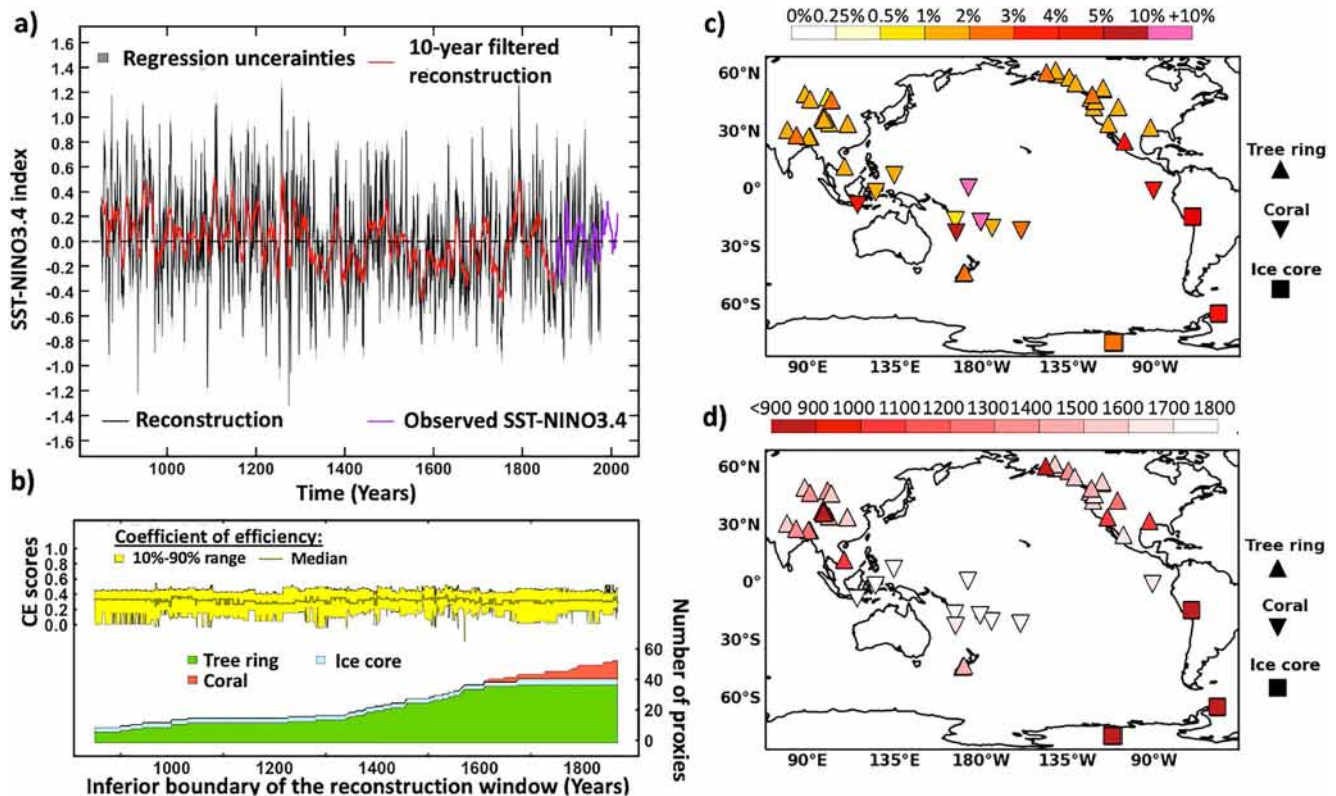 a)
1.6
1.4
1.2
1.0
0.8
0.6
0.4
0.2
0.0
-0.2
-0.4
-0.6
-0.8
-1.0
-1.2
-1.4
-1.6
SST-NINO3.4 index
Regression uncerainties
10-year filtered
reconstruction
Reconstruction
Observed SST-NINO3.4
1000 1200 1400 1600 1800 2000
Time (Years)
b)
Coefficient of efficiency:
10%-90% range
Median
1.0
0.8
0.6
0.4
0.2
0.0
CE scores
Tree ring
Ice core
Coral
60
40
20
0
Number of proxies
1000 1200 1400 1600 1800
Inferior boundary of the reconstruction window (Years)
c)
0% 0.25% 0.5% 1% 2% 3% 4% 5% 10% +10%
60°N
30°N
0°
30°S
60°S
90°E 135°E 180°W 135°W 90°W
Tree ring
Coral
Ice core
d)
<900 900 1000 1100 1200 1300 1400 1500 1600 1700 1800
60°N
30°N
0°
30°S
60°S
90°E 135°E 180°W 135°W 90°W
Tree ring
Coral
Ice core